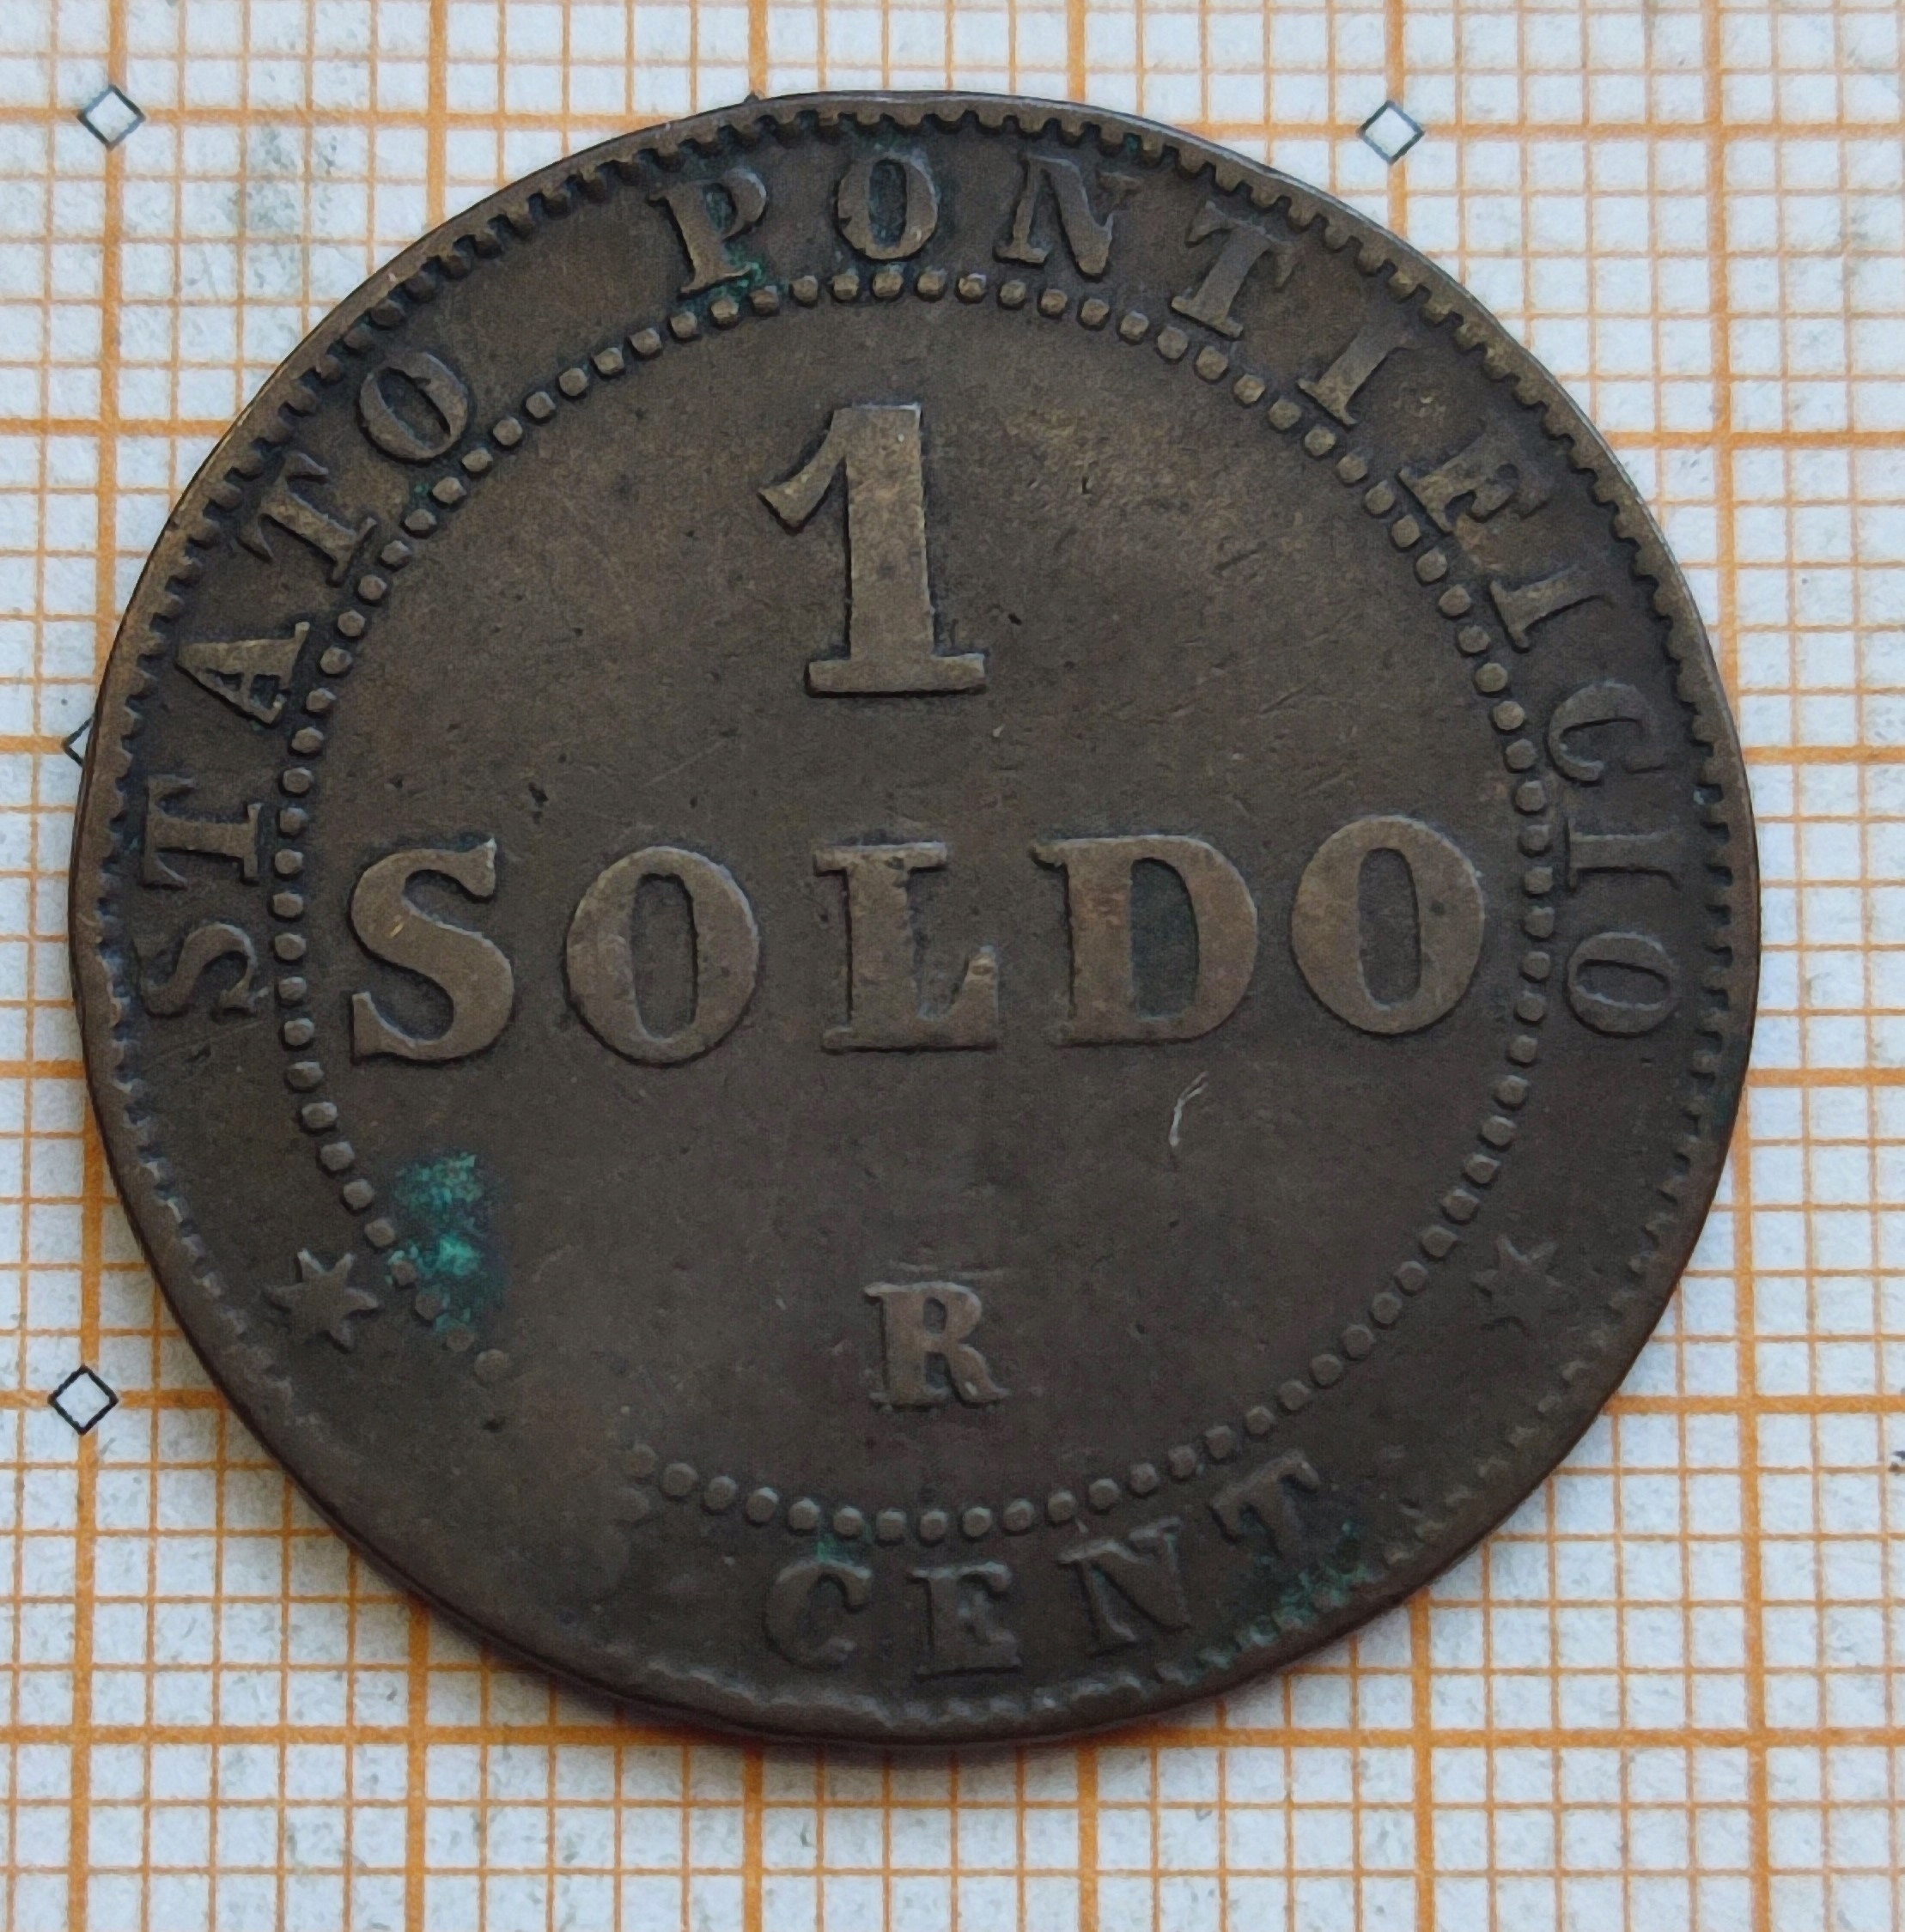 STATO PONTIFICIO
1
SOLDO
R
CENT